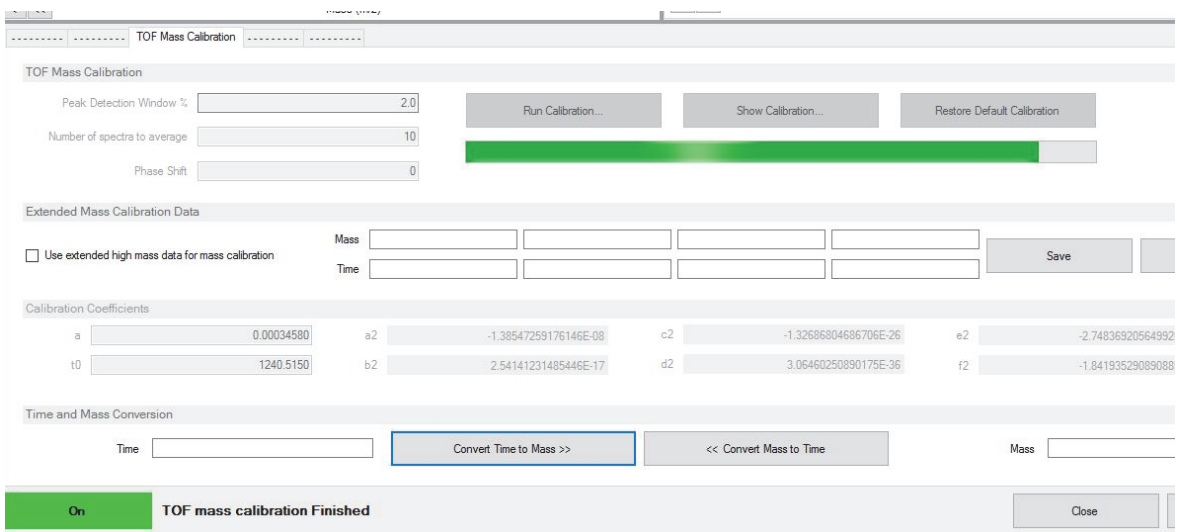 --------- --------- TOF Mass Calibration --------- ---------
TOF Mass Calibration
Peak Detection Window % 2.0 Run Calibration... Show Calibration... Restore Default Calibration
Number of spectra to average 10
Phase Shift 0
Extended Mass Calibration Data
Mass
Use extended high mass data for mass calibration Save
Time
Calibration Coefficients
a 0.00034580 a2 -1.38547259176146E-08 c2 -1.32686804686706E-26 e2 -2.74836920564992
t0 1240.5150 b2 2.54141231485446E-17 d2 3.06460250890175E-36 f2 -1.84193529089088
Time and Mass Conversion
Time Convert Time to Mass >> << Convert Mass to Time Mass
On TOF mass calibration Finished Close